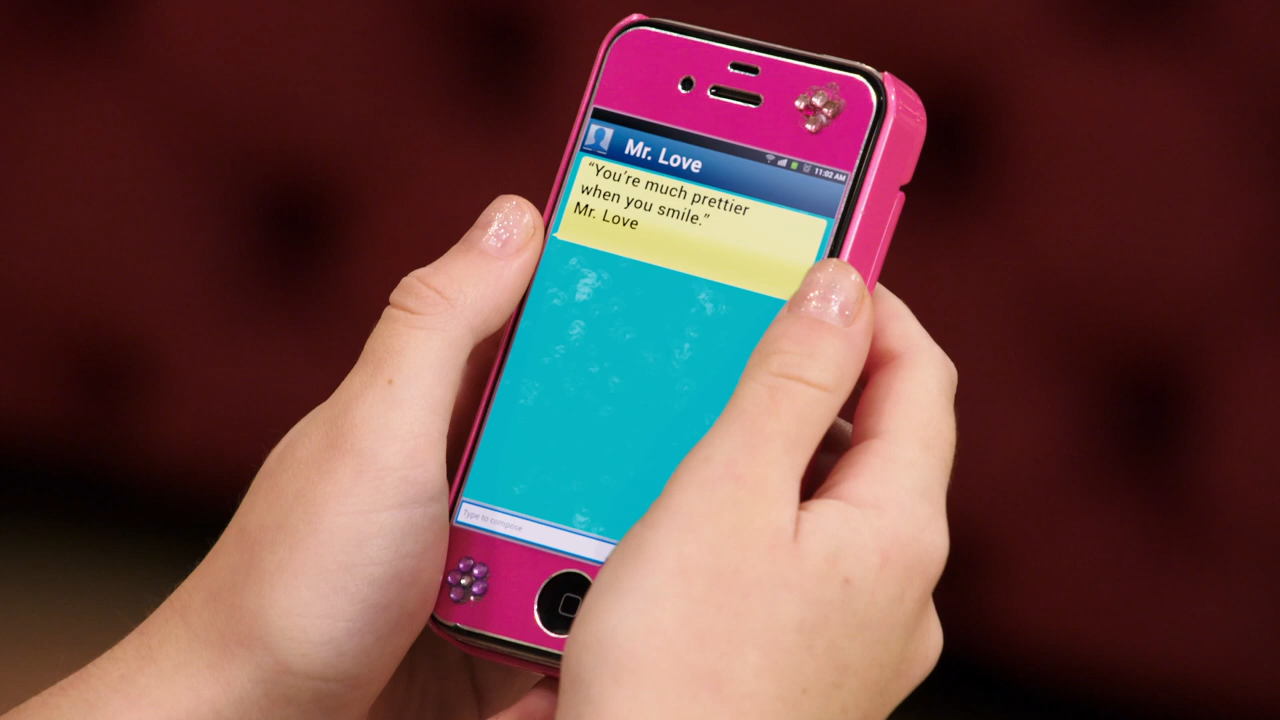 Mr. Love
11:02 AM
“You’re much prettier
when you smile.”
Mr. Love
Type to compose